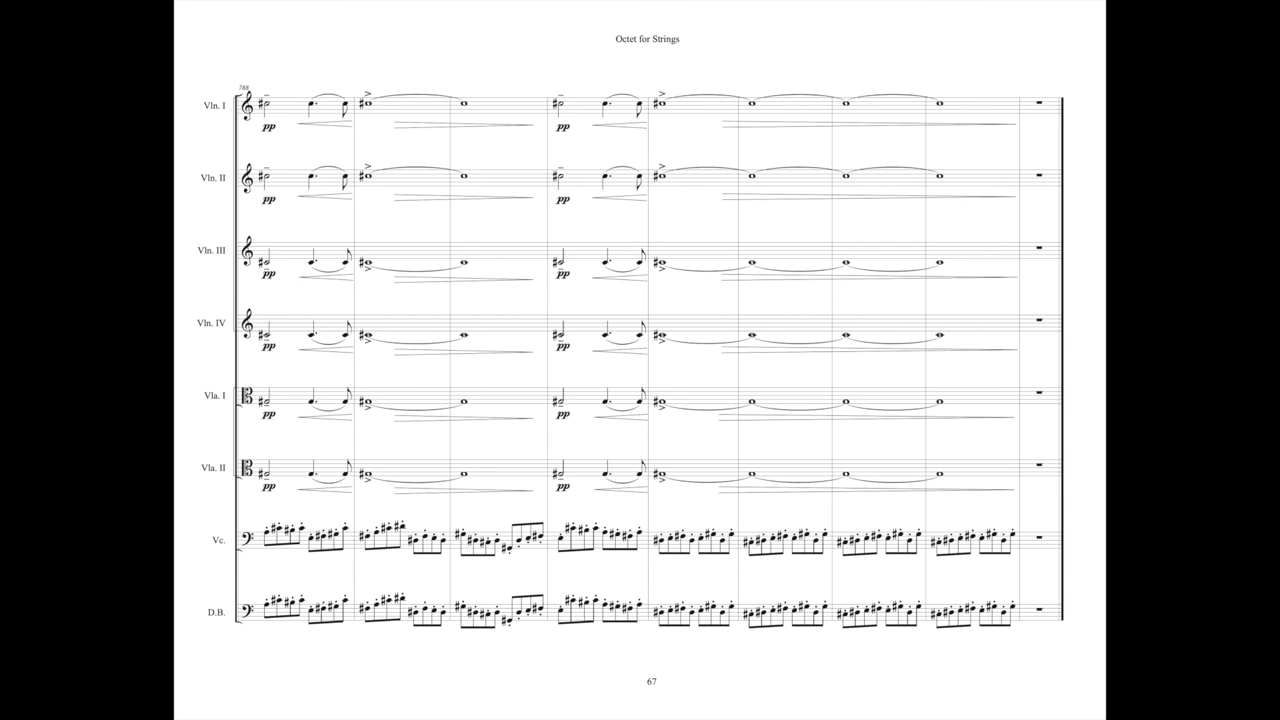 Octet for Strings
788
Vln. I
pp
pp
Vln. II
pp
pp
Vln. III
pp
pp
Vln. IV
pp
pp
Vla. I
pp
pp
Vla. II
pp
pp
Vc.
D.B.
67